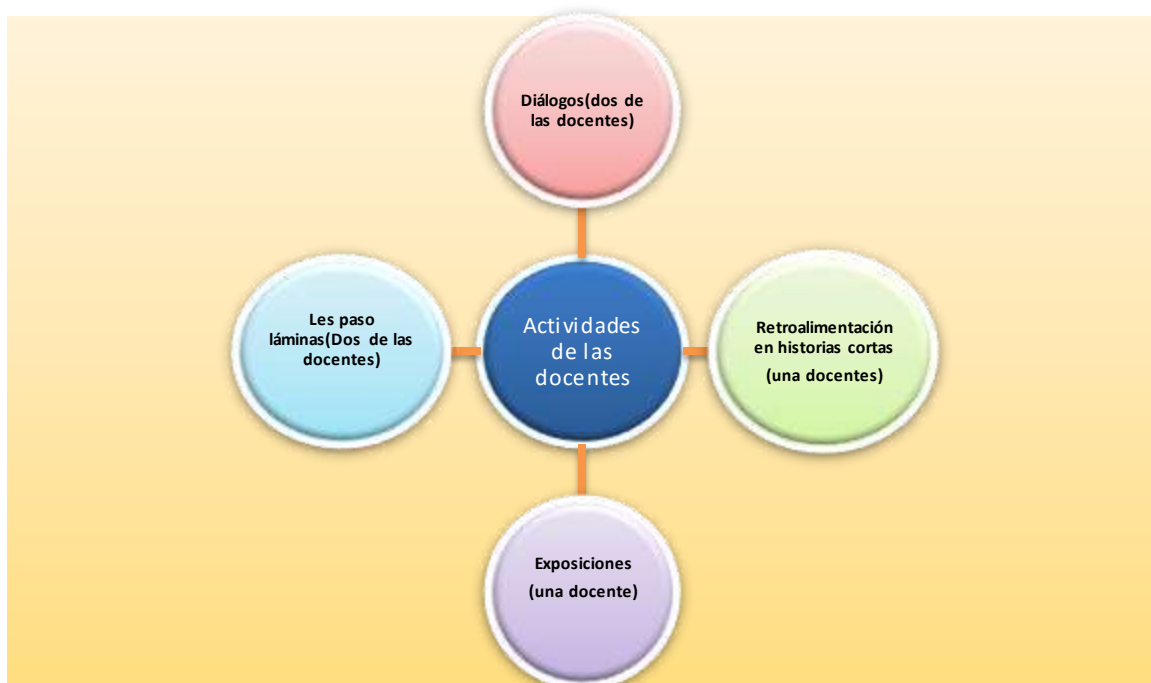 Diálogos(dos de
las docentes)
Les paso
láminas(Dos de las
docentes)
Actividades
de las
docentes
Retroalimentación
en historias cortas
(una docentes)
Exposiciones
(una docente)